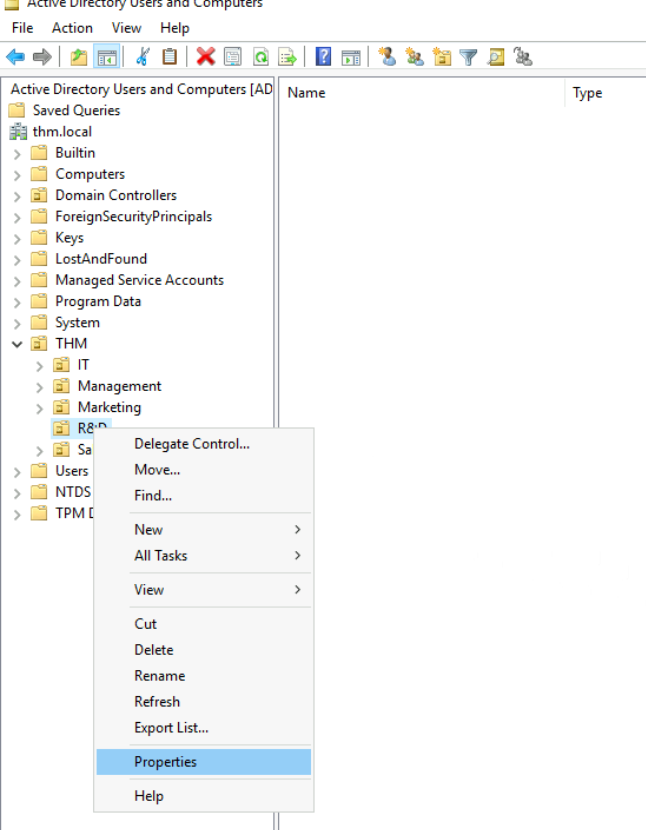 Active Directory Users and Computers
File Action View Help
Active Directory Users and Computers [AD
Name
Type
Saved Queries
thm.local
Builtin
Computers
Domain Controllers
ForeignSecurityPrincipals
Keys
LostAndFound
Managed Service Accounts
Program Data
System
THM
IT
Management
Marketing
R&D
Sa
Users
NTDS
TPM D
Delegate Control...
Move...
Find...
New
All Tasks
View
Cut
Delete
Rename
Refresh
Export List...
Properties
Help